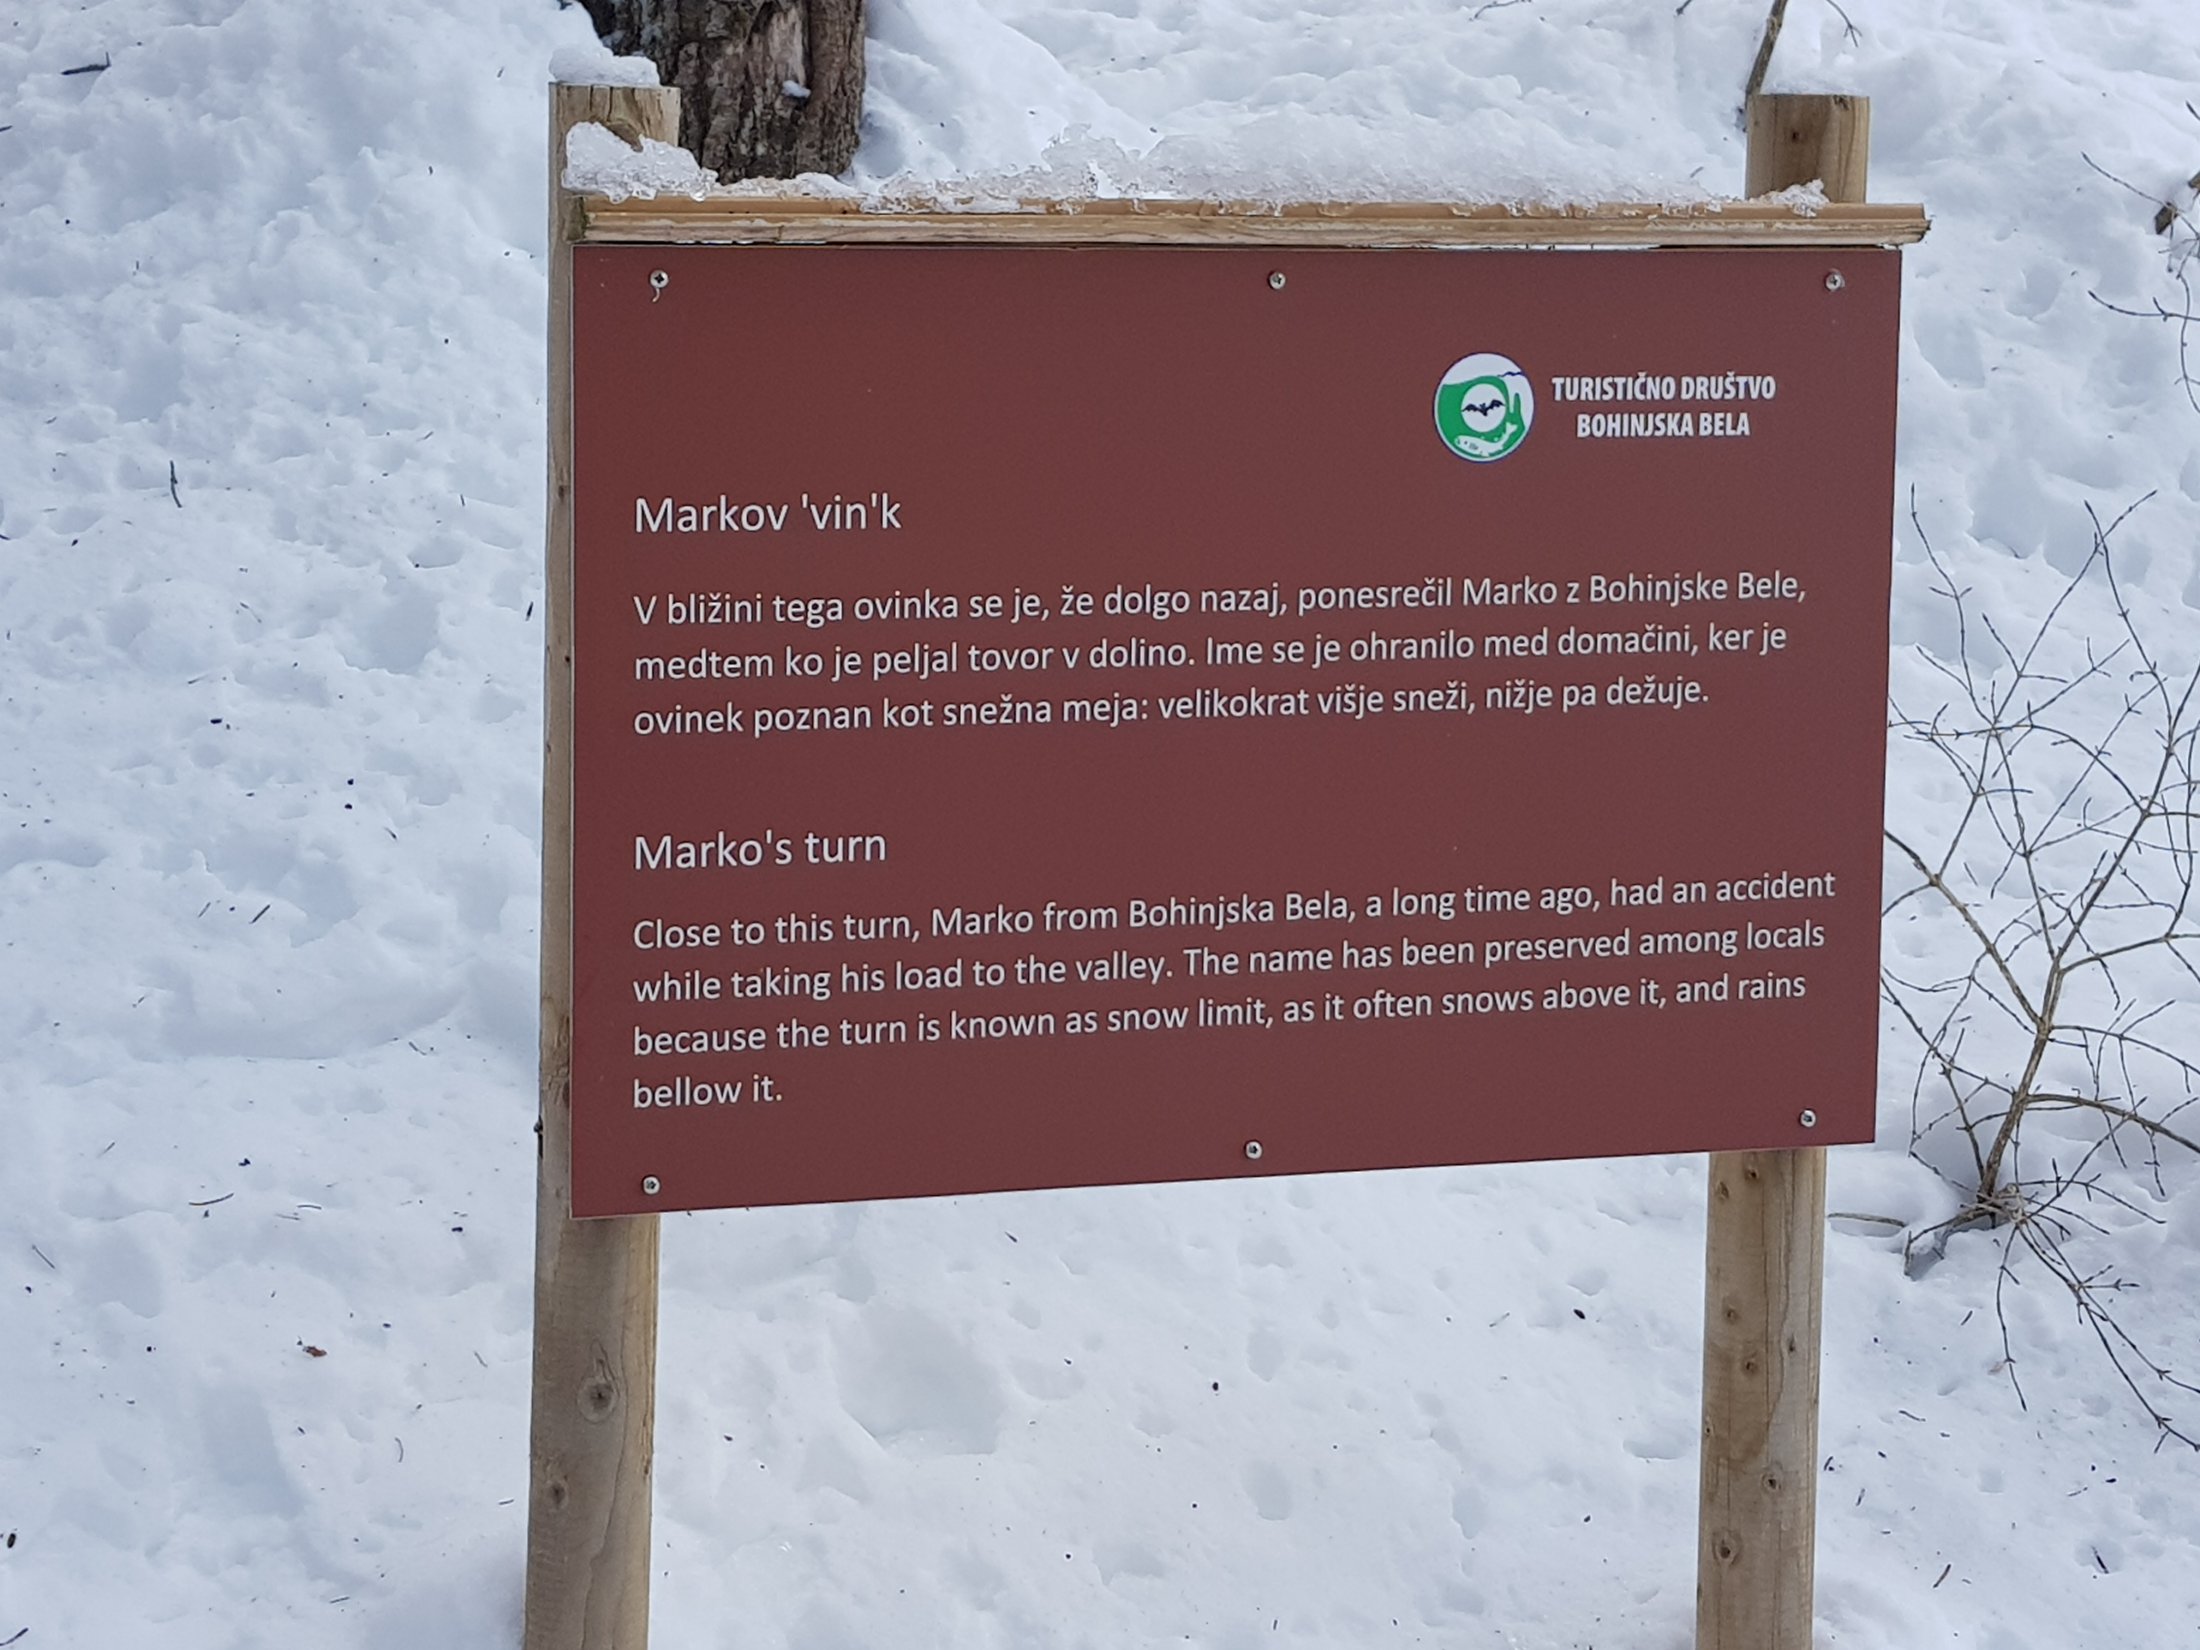 TURISTIČNO DRUŠTVO
BOHINJSKA BELA
Markov 'vin'k
V bližini tega ovinka se je, že dolgo nazaj, ponesrečil Marko z Bohinjske Bele,
medtem ko je peljal tovor v dolino. Ime se je ohranilo med domačini, ker je
ovinek poznan kot snežna meja: velikokrat višje sneži, nižje pa dežuje.
Marko's turn
Close to this turn, Marko from Bohinjska Bela, a long time ago, had an accident
while taking his load to the valley. The name has been preserved among locals
because the turn is known as snow limit, as it often snows above it, and rains
bellow it.